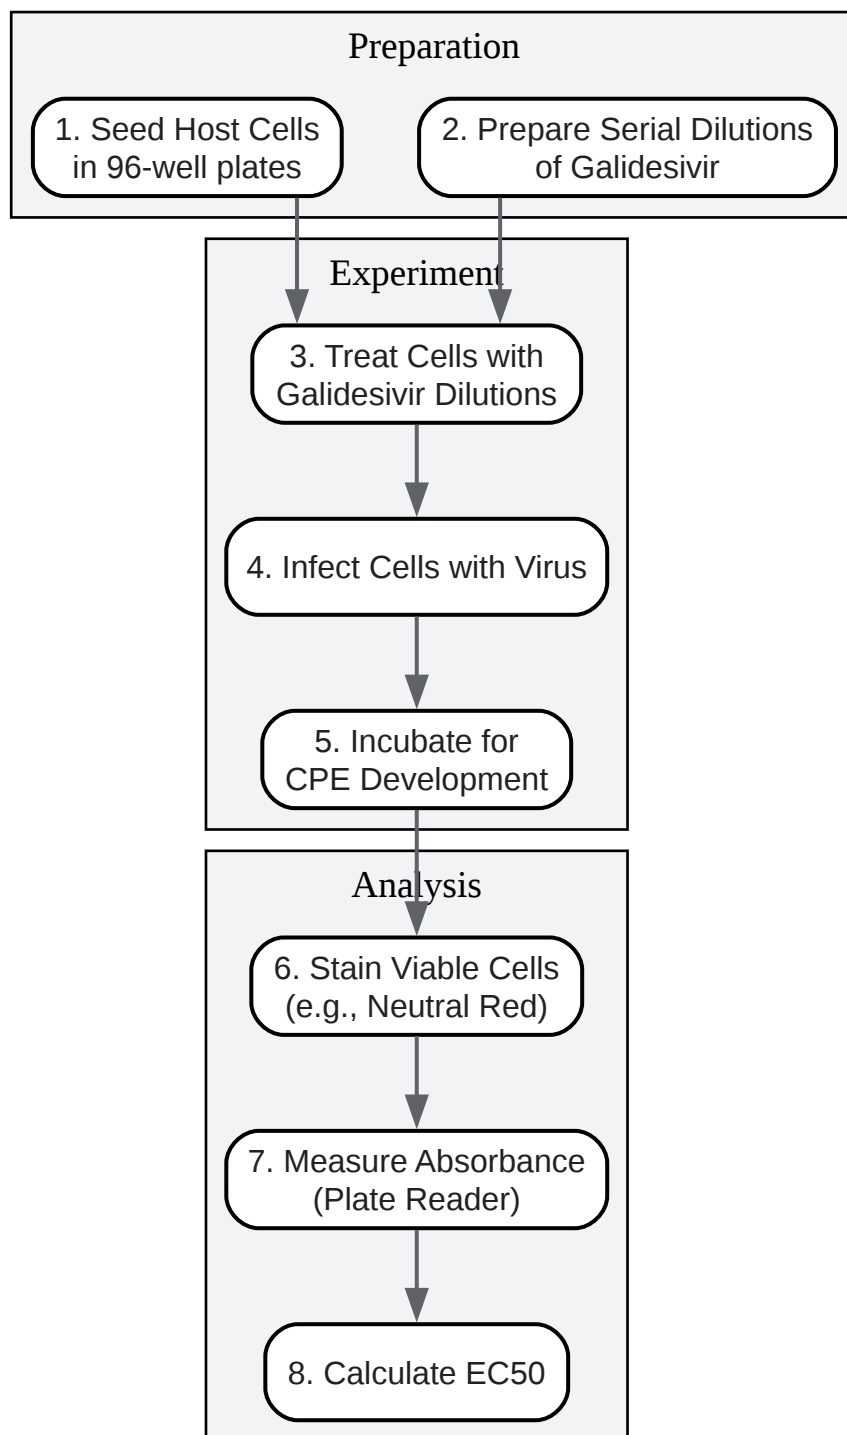 Preparation
1. Seed Host Cells
in 96-well plates
2. Prepare Serial Dilutions
of Galidesivir
Experiment
3. Treat Cells with
Galidesivir Dilutions
4. Infect Cells with Virus
5. Incubate for
CPE Development
Analysis
6. Stain Viable Cells
(e.g., Neutral Red)
7. Measure Absorbance
(Plate Reader)
8. Calculate EC50